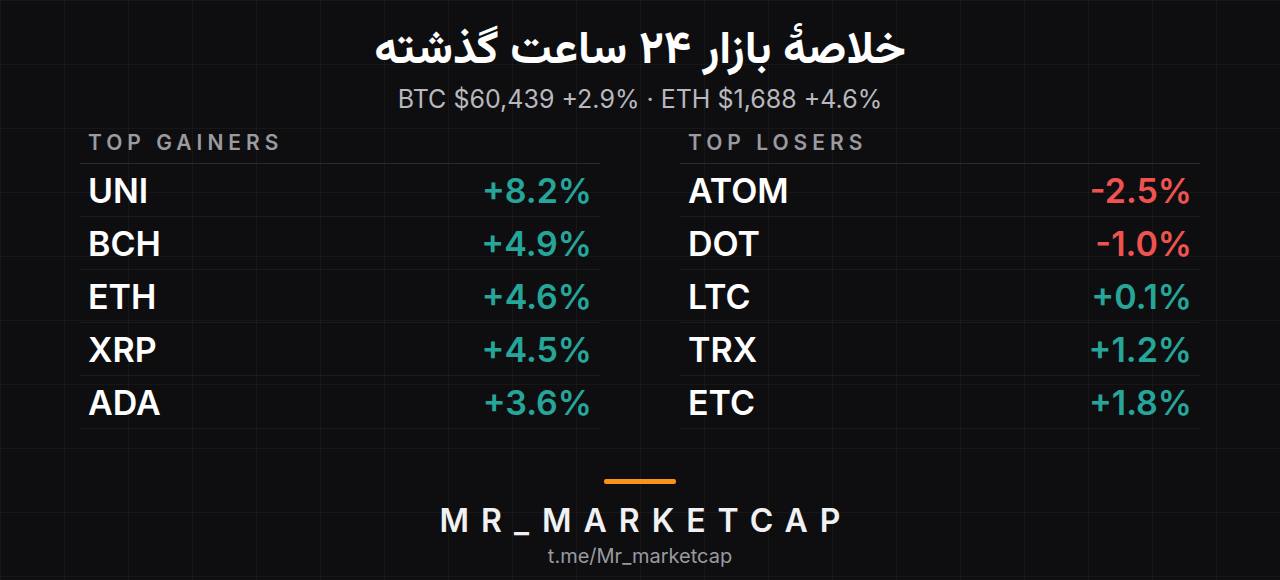 خلاصهٔ بازار ۲۴ ساعت گذشته
BTC $60,439 +2.9% · ETH $1,688 +4.6%
TOP GAINERS
UNI +8.2%
BCH +4.9%
ETH +4.6%
XRP +4.5%
ADA +3.6%
TOP LOSERS
ATOM -2.5%
DOT -1.0%
LTC +0.1%
TRX +1.2%
ETC +1.8%
MR_MARKETCAP
t.me/Mr_marketcap